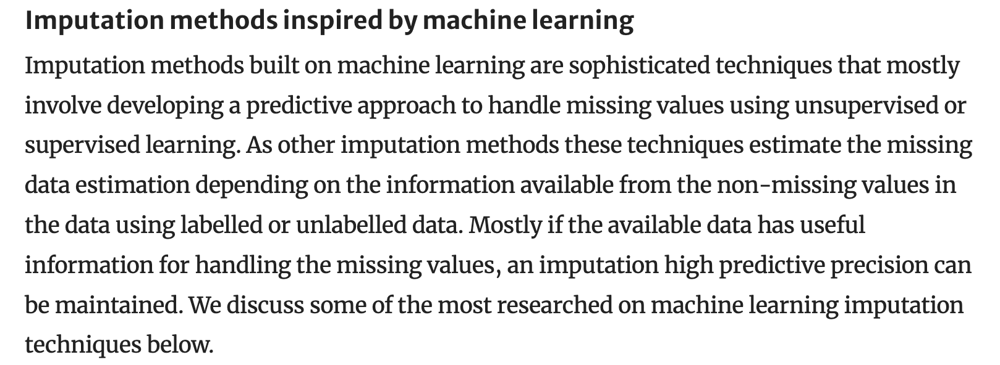 Imputation methods inspired by machine learning
Imputation methods built on machine learning are sophisticated techniques that mostly
involve developing a predictive approach to handle missing values using unsupervised or
supervised learning. As other imputation methods these techniques estimate the missing
data estimation depending on the information available from the non-missing values in
the data using labelled or unlabelled data. Mostly if the available data has useful
information for handling the missing values, an imputation high predictive precision can
be maintained. We discuss some of the most researched on machine learning imputation
techniques below.